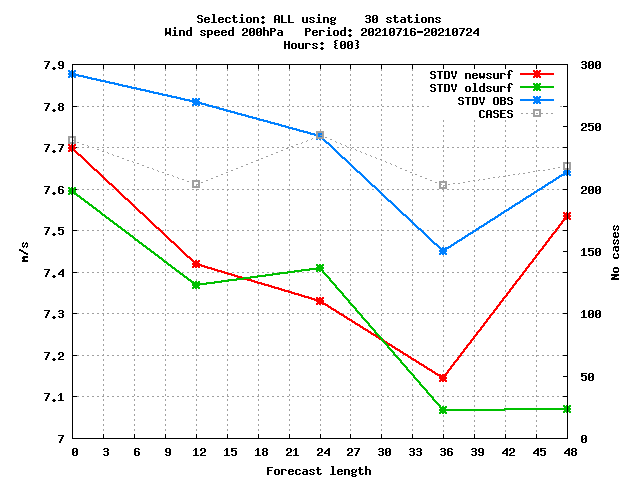 Selection: ALL using    30 stations
Wind speed 200hPa   Period: 20210716-20210724
Hours: {00}
7.9
7.8
7.7
7.6
7.5
7.4
7.3
7.2
7.1
7
m/s
STDV newsurf
STDV oldsurf
STDV OBS
CASES
300
250
200
150
100
50
0
No cases
0 3 6 9 12 15 18 21 24 27 30 33 36 39 42 45 48
Forecast length